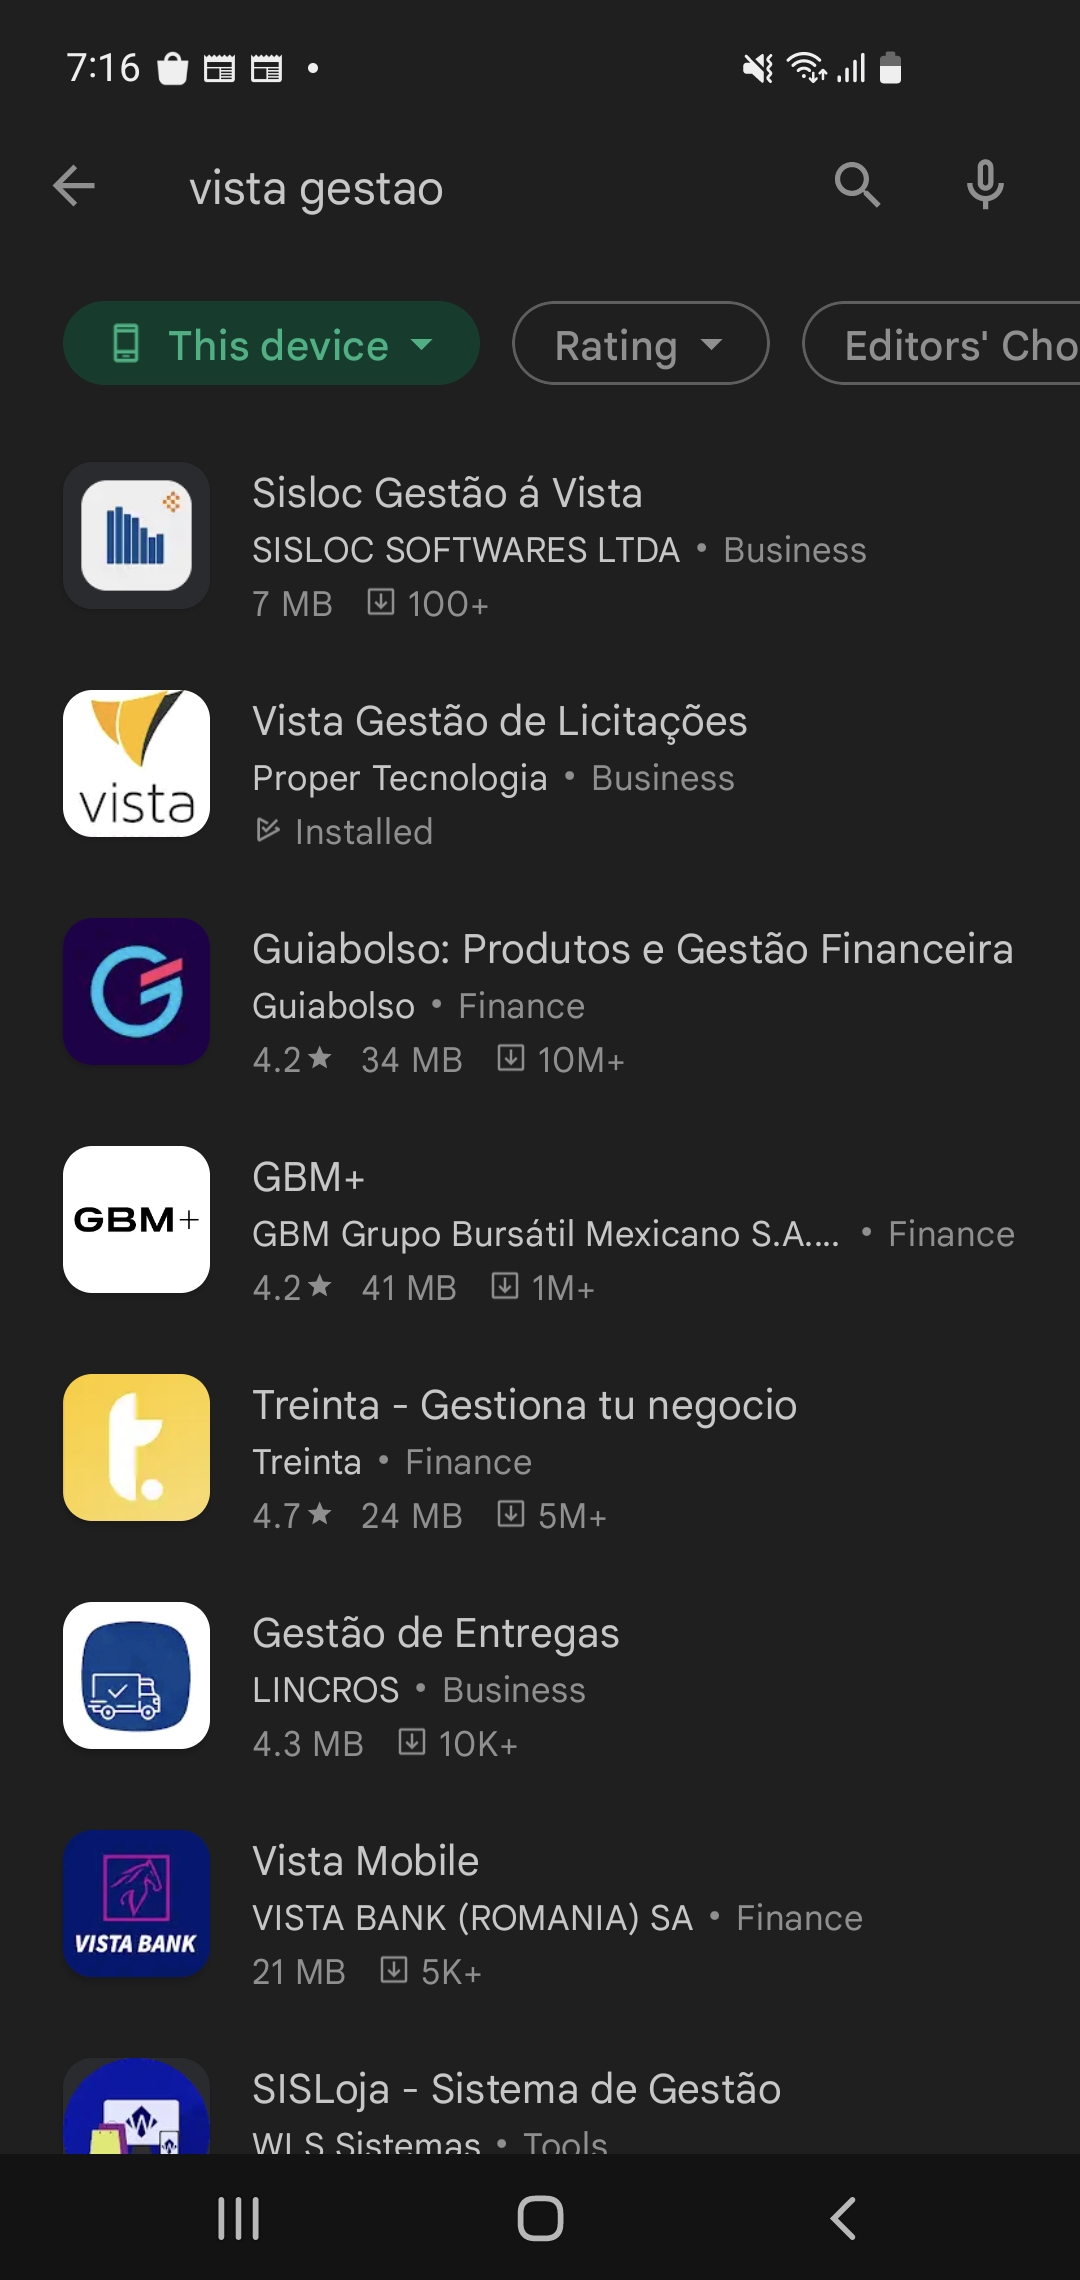 7:16
vista gestao
This device
Rating
Editors' Cho
Sisloc Gestão á Vista
SISLOC SOFTWARES LTDA • Business
7 MB 100+
vista
Vista Gestão de Licitações
Proper Tecnologia • Business
Installed
Guiabolso: Produtos e Gestão Financeira
Guiabolso • Finance
4.2★ 34 MB 10M+
GBM+
GBM+
GBM Grupo Bursátil Mexicano S.A.... • Finance
4.2★ 41 MB 1M+
t.
Treinta - Gestiona tu negocio
Treinta • Finance
4.7★ 24 MB 5M+
Gestão de Entregas
LINCROS • Business
4.3 MB 10K+
VISTA BANK
Vista Mobile
VISTA BANK (ROMANIA) SA • Finance
21 MB 5K+
SISLoja - Sistema de Gestão
WLS Sistemas • Tools